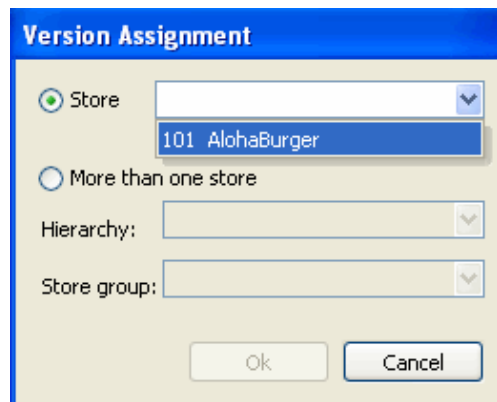 Version Assignment
Store
101 AlohaBurger
More than one store
Hierarchy:
Store group:
Ok Cancel